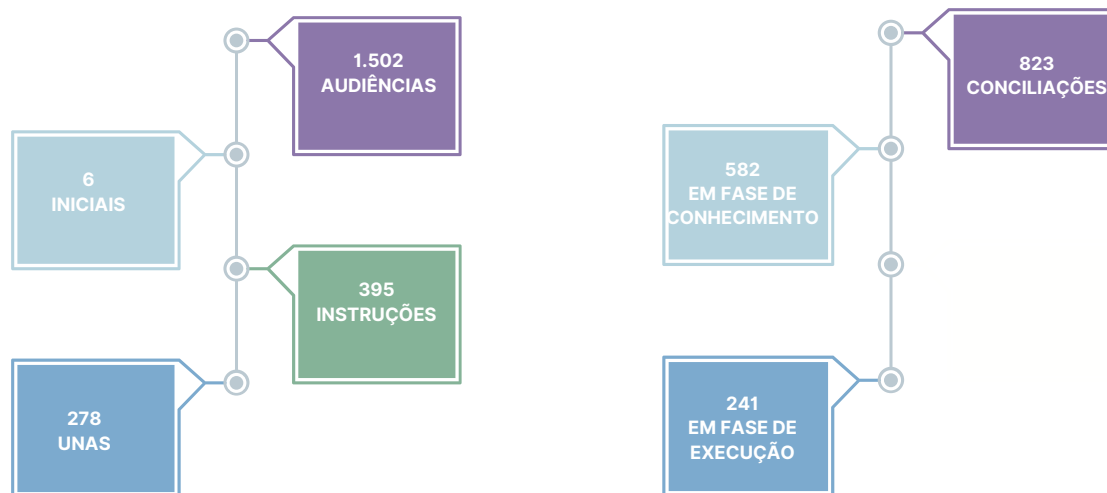 1.502
AUDIÊNCIAS
6
INICIAIS
395
INSTRUÇÕES
278
UNAS
823
CONCILIAÇÕES
582
EM FASE DE
CONHECIMENTO
241
EM FASE DE
EXECUÇÃO